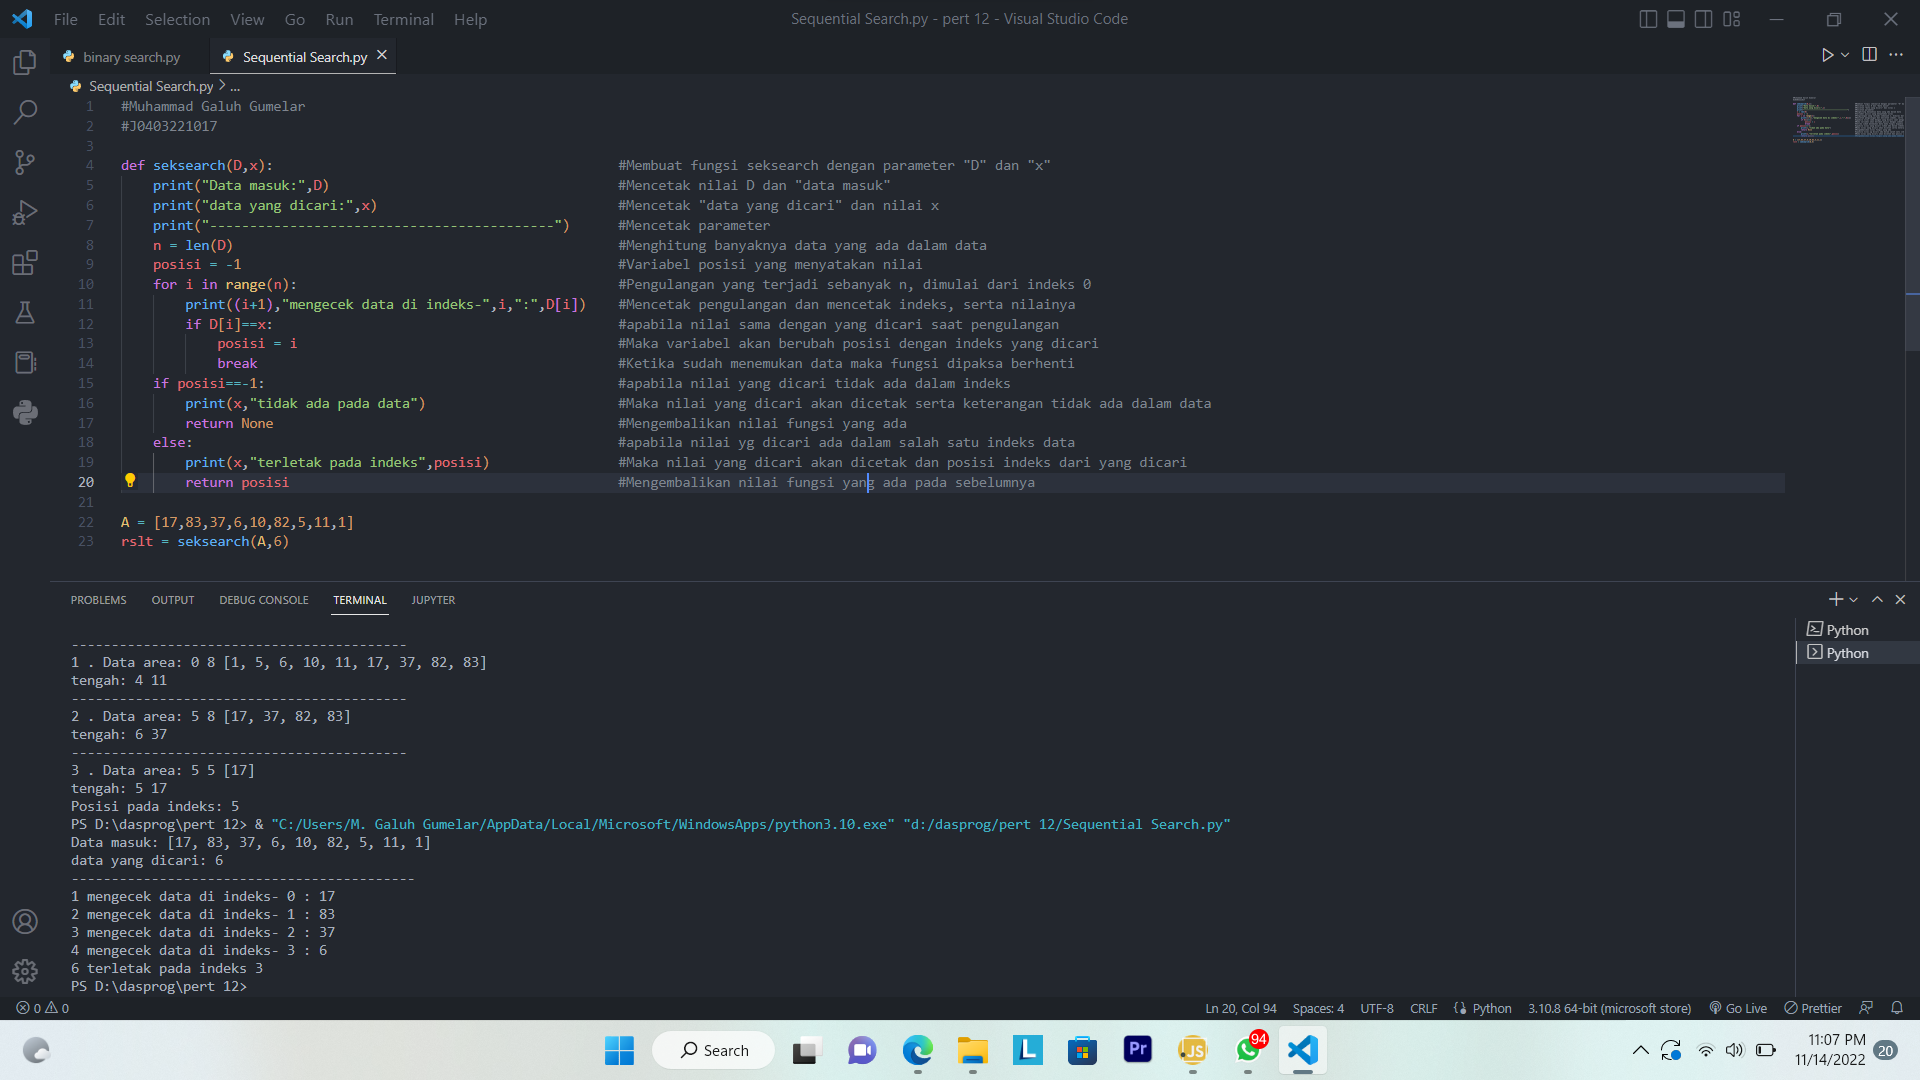 File Edit Selection View Go Run Terminal Help
Sequential Search.py - pert 12 - Visual Studio Code
binary search.py
Sequential Search.py
Sequential Search.py > ...
1 #Muhammad Galuh Gumelar
2 #J0403221017
3
4 def seksearch(D,x): #Membuat fungsi seksearch dengan parameter "D" dan "x"
5 print("Data masuk:",D) #Mencetak nilai D dan "data masuk"
6 print("data yang dicari:",x) #Mencetak "data yang dicari" dan nilai x
7 print("-------------------------------------------") #Mencetak parameter
8 n = len(D) #Menghitung banyaknya data yang ada dalam data
9 posisi = -1 #Variabel posisi yang menyatakan nilai
10 for i in range(n): #Pengulangan yang terjadi sebanyak n, dimulai dari indeks 0
11 print((i+1),"mengecek data di indeks-",i,":",D[i]) #Mencetak pengulangan dan mencetak indeks, serta nilainya
12 if D[i]==x: #apabila nilai sama dengan yang dicari saat pengulangan
13 posisi = i #Maka variabel akan berubah posisi dengan indeks yang dicari
14 break #Ketika sudah menemukan data maka fungsi dipaksa berhenti
15 if posisi==-1: #apabila nilai yang dicari tidak ada dalam indeks
16 print(x,"tidak ada pada data") #Maka nilai yang dicari akan dicetak serta keterangan tidak ada dalam data
17 return None #Mengembalikan nilai fungsi yang ada
18 else: #apabila nilai yg dicari ada dalam salah satu indeks data
19 print(x,"terletak pada indeks",posisi) #Maka nilai yang dicari akan dicetak dan posisi indeks dari yang dicari
20 return posisi #Mengembalikan nilai fungsi yang ada pada sebelumnya
21
22 A = [17,83,37,6,10,82,5,11,1]
23 rslt = seksearch(A,6)
PROBLEMS OUTPUT DEBUG CONSOLE TERMINAL JUPYTER
Python
Python
------------------------------------------
1 . Data area: 0 8 [1, 5, 6, 10, 11, 17, 37, 82, 83]
tengah: 4 11
------------------------------------------
2 . Data area: 5 8 [17, 37, 82, 83]
tengah: 6 37
------------------------------------------
3 . Data area: 5 5 [17]
tengah: 5 17
Posisi pada indeks: 5
PS D:\dasprog\pert 12> & "C:/Users/M. Galuh Gumelar/AppData/Local/Microsoft/WindowsApps/python3.10.exe" "d:/dasprog/pert 12/Sequential Search.py"
Data masuk: [17, 83, 37, 6, 10, 82, 5, 11, 1]
data yang dicari: 6
-------------------------------------------
1 mengecek data di indeks- 0 : 17
2 mengecek data di indeks- 1 : 83
3 mengecek data di indeks- 2 : 37
4 mengecek data di indeks- 3 : 6
6 terletak pada indeks 3
PS D:\dasprog\pert 12>
0 0 Ln 20, Col 94 Spaces: 4 UTF-8 CRLF Python 3.10.8 64-bit (microsoft store) Go Live Prettier
Search
L
Pr
JS
94
11:07 PM
11/14/2022
20